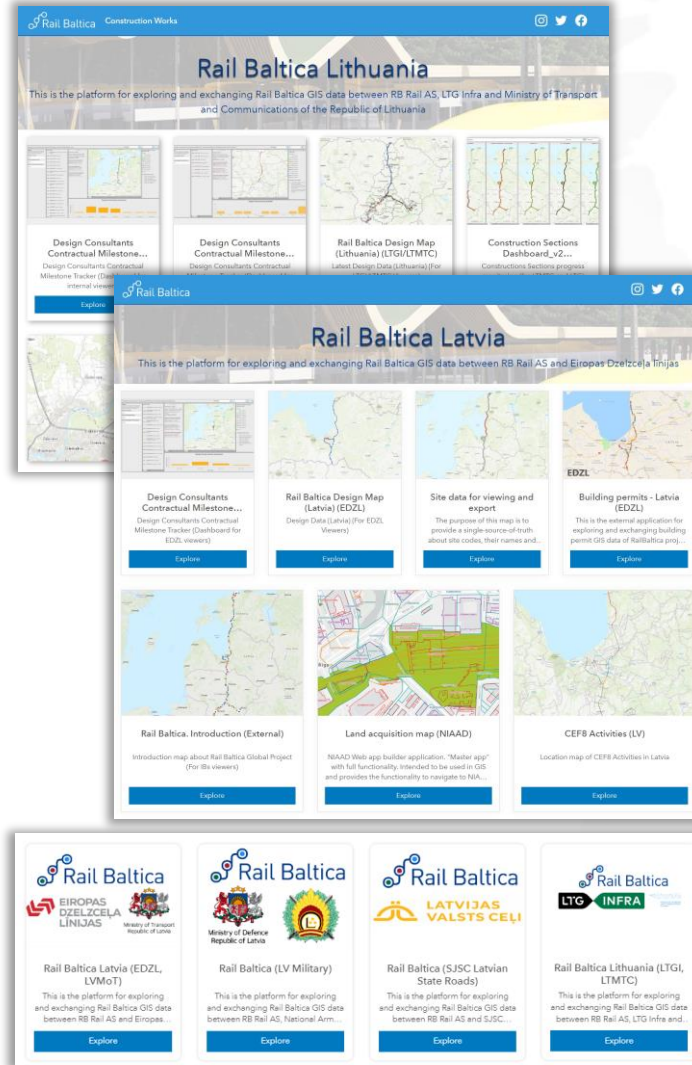 Rail Baltica Construction Works
Rail Baltica Lithuania
This is the platform for exploring and exchanging Rail Baltica GIS data between RB Rail AS, LTG Infra and Ministry of Transport
and Communications of the Republic of Lithuania
Design Consultants
Contractual Milestone...
Design Consultants Contractual
Design Consultants
Contractual Milestone...
Design Consultants Contractual
Rail Baltica Design Map
(Lithuania) (LTGI/LTMTC)
Latest Design Data (Lithuania) (For
Construction Sections
Dashboard_v2...
Constructions Sections progress
Milestone Tracker
internal
Explore
Rail Baltica
Rail Baltica Latvia
This is the platform for exploring and exchanging Rail Baltica GIS data between RB Rail AS and Eiropas Dzelzceļa līnijas
Design Consultants
Contractual Milestone...
Design Consultants Contractual
Milestone Tracker (Dashboard for
EDZL viewers)
Explore
Rail Baltica Design Map
(Latvia) (EDZL)
Design Data (Latvia) (For EDZL
Viewers)
Explore
Site data for viewing and
export
The purpose of this map is to
provide a single-source-of-truth
about site codes, their names and...
Explore
EDZL
Building permits - Latvia
(EDZL)
This is the external application for
exploring and exchanging building
permit GIS data of RailBaltica proj...
Explore
Rail Baltica. Introduction (External)
Introduction map about Rail Baltica Global Project
(For IBs viewers)
Explore
Land acquisition map (NIAAD)
NIAAD Web app builder application. "Master app"
with full functionality. Intended to be used in GIS
and provides the functionality to navigate to NIA...
Explore
CEF8 Activities (LV)
Location map of CEF8 Activities in Latvia
Explore
Rail Baltica
EIROPAS
DZELZCEĻA
LĪNIJAS
Ministry of Transport
Republic of Latvia
Rail Baltica Latvia (EDZL,
LVMoT)
This is the platform for exploring
and exchanging Rail Baltica GIS data
between RB Rail AS and Eiropas...
Explore
Rail Baltica
Ministry of Defence
Republic of Latvia
Rail Baltica (LV Military)
This is the platform for exploring
and exchanging Rail Baltica GIS data
between RB Rail AS, National Arm...
Explore
Rail Baltica
LATVIJAS
VALSTS CEĻI
Rail Baltica (SJSC Latvian
State Roads)
This is the platform for exploring
and exchanging Rail Baltica GIS data
between RB Rail AS and SJSC...
Explore
Rail Baltica
LTG INFRA
Rail Baltica Lithuania (LTGI,
LTMTC)
This is the platform for exploring
and exchanging Rail Baltica GIS data
between RB Rail AS, LTG Infra and...
Explore